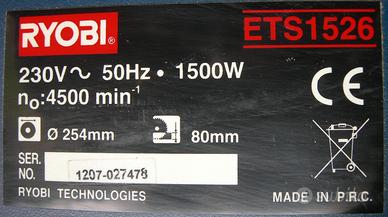 RYOBI® ETS1526
230V ~ 50Hz • 1500W
n₀:4500 min⁻¹
Ø 254mm 80mm
CE
SER. NO. 1207-027478
RYOBI TECHNOLOGIES MADE IN P.R.C.